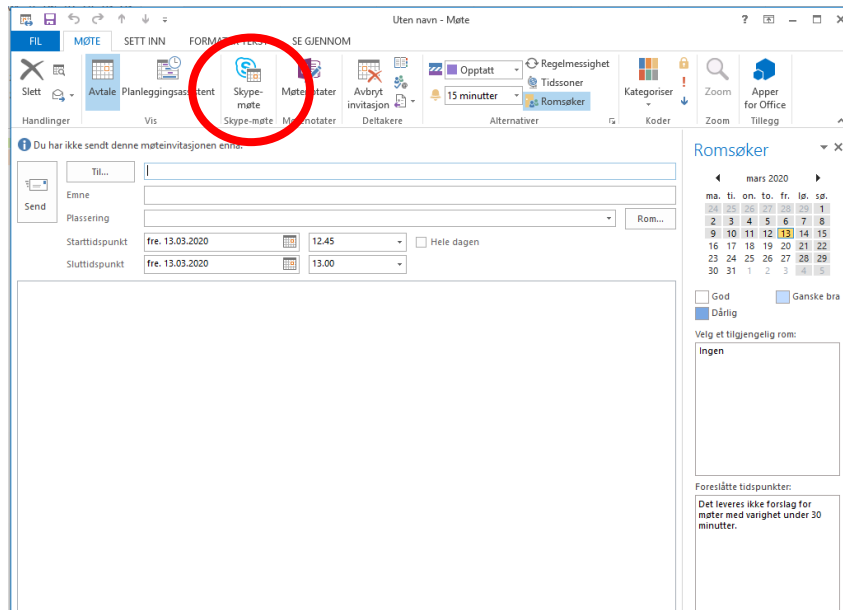 Uten navn - Møte
FIL MØTE SETT INN FORMATER TEKST SE GJENNOM
Slett
Avtale Planleggingsassistent
Skype-
møte
Møtenotater
Avbryt
invitasjon
Opptatt
15 minutter
Regelmessighet
Tidssoner
Romsøker
Kategoriser
Zoom
Apper
for Office
Handlinger Vis Skype-møte Møtenotater Deltakere Alternativer Koder Zoom Tillegg
Du har ikke sendt denne møteinvitasjonen ennå.
Send
Til...
Emne
Plassering Rom...
Starttidspunkt fre. 13.03.2020 12.45 Hele dagen
Sluttidspunkt fre. 13.03.2020 13.00
Romsøker
mars 2020
ma. ti. on. to. fr. lø. sø.
24 25 26 27 28 29 1
2 3 4 5 6 7 8
9 10 11 12 13 14 15
16 17 18 19 20 21 22
23 24 25 26 27 28 29
30 31 1 2 3 4 5
God Ganske bra
Dårlig
Velg et tilgjengelig rom:
Ingen
Foreslåtte tidspunkter:
Det leveres ikke forslag for
møter med varighet under 30
minutter.